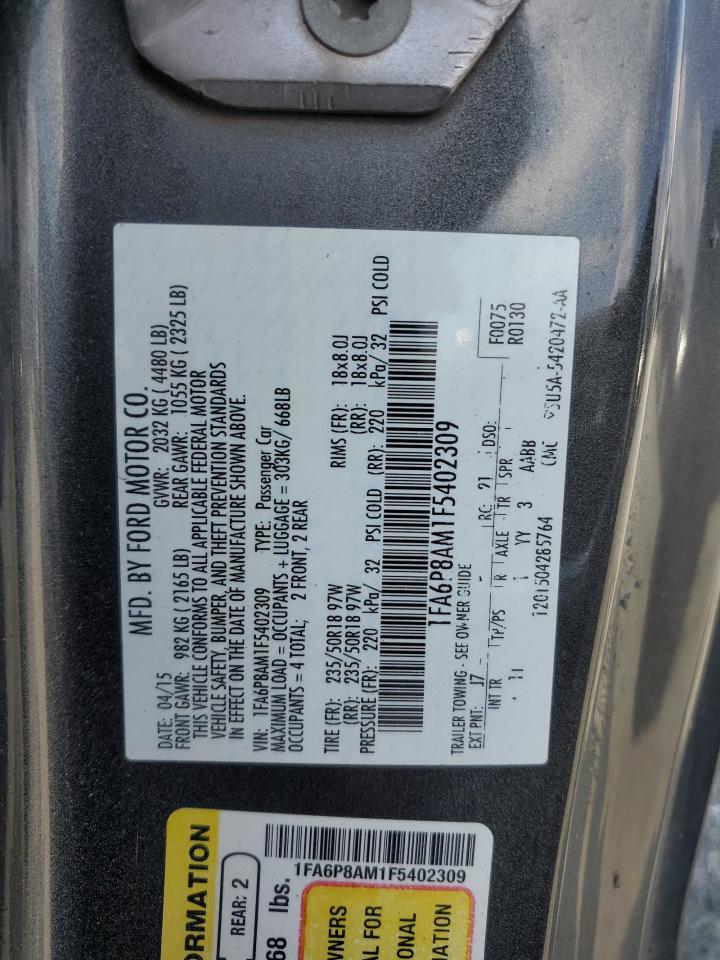 MFD. BY FORD MOTOR CO.
DATE: 04/15 GVWR: 2032 KG ( 4480 LB)
FRONT GAWR: 982 KG ( 2165 LB) REAR GAWR: 1055 KG ( 2325 LB)
THIS VEHICLE CONFORMS TO ALL APPLICABLE FEDERAL MOTOR
VEHICLE SAFETY, BUMPER, AND THEFT PREVENTION STANDARDS
IN EFFECT ON THE DATE OF MANUFACTURE SHOWN ABOVE.
VIN: 1FA6P8AM1F5402309 TYPE: Passenger Car
MAXIMUM LOAD = OCCUPANTS + LUGGAGE = 303KG/ 668LB
OCCUPANTS = 4 TOTAL; 2 FRONT, 2 REAR
TIRE (FR): 235/50R18 97W RIMS (FR): 18x8.0J
(RR): 235/50R18 97W (RR): 18x8.0J
PRESSURE (FR): 220 kPa/ 32 PSI COLD (RR): 220 kPa/ 32 PSI COLD
1FA6P8AM1F5402309
TRAILER TOWING - SEE OWNER GUIDE
EXT PNT: J7 RC: 91 DSO: F0075
R0130
INT TR TP/PS R AXLE TR SPR
YY 3 AABB
CMC
REAR: 2
68 lbs.
1FA6P8AM1F5402309